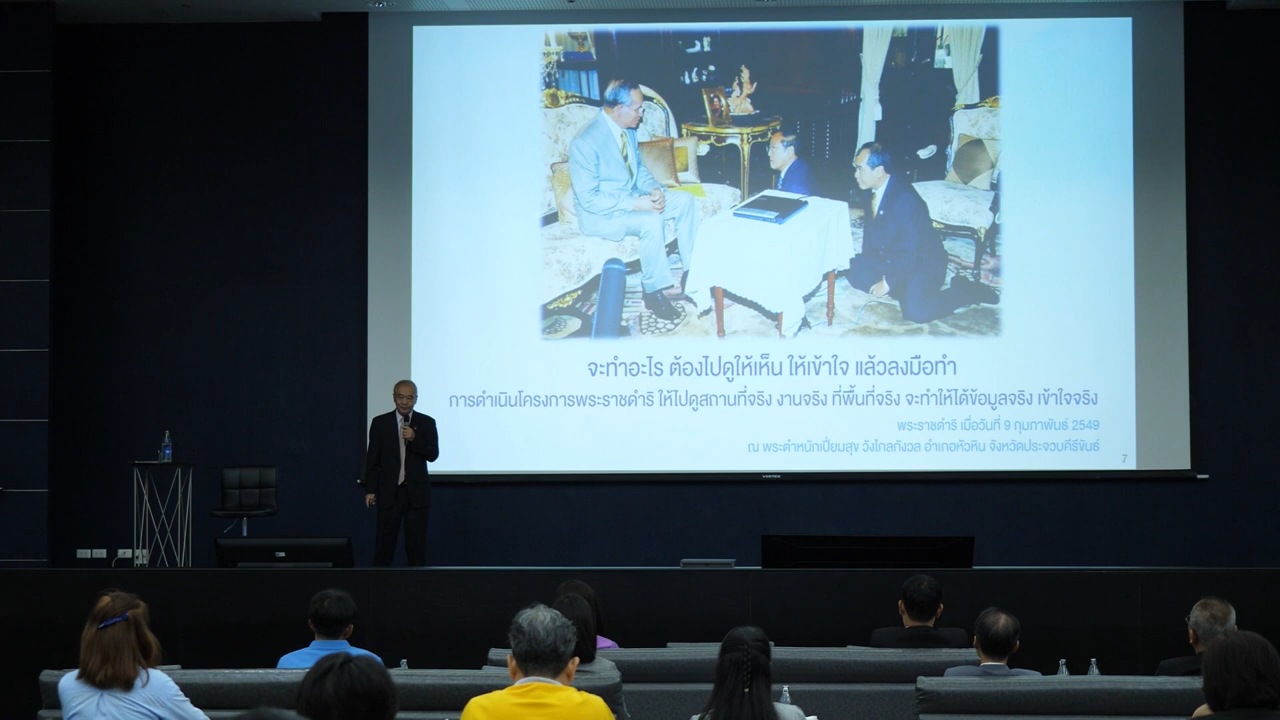 จะทำอะไร ต้องไปดูให้เห็น ให้เข้าใจ แล้วลงมือทำ
การดำเนินโครงการพระราชดำริ ให้ไปดูสถานที่จริง งานจริง ที่พื้นที่จริง จะทำให้ได้ข้อมูลจริง เข้าใจจริง
พระราชดำริ เมื่อวันที่ 9 กุมภาพันธ์ 2549
ณ พระตำหนักเปี่ยมสุข วังไกลกังวล อำเภอหัวหิน จังหวัดประจวบคีรีขันธ์
7